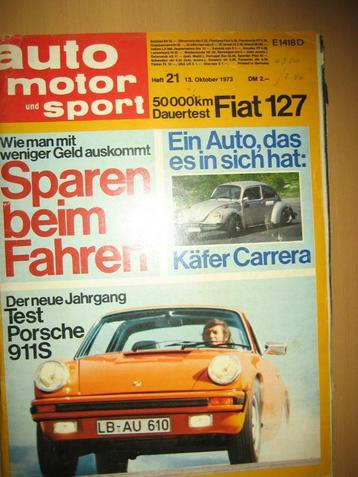 auto
motor
und sport
E 1418 D
Heft 21 13. Oktober 1973 DM 2.–
50000km
Dauertest Fiat 127
Wie man mit
weniger Geld auskommt
Sparen
beim
Fahren
Ein Auto, das
es in sich hat:
Käfer Carrera
Der neue Jahrgang
Test
Porsche
911S
LB-AU 610